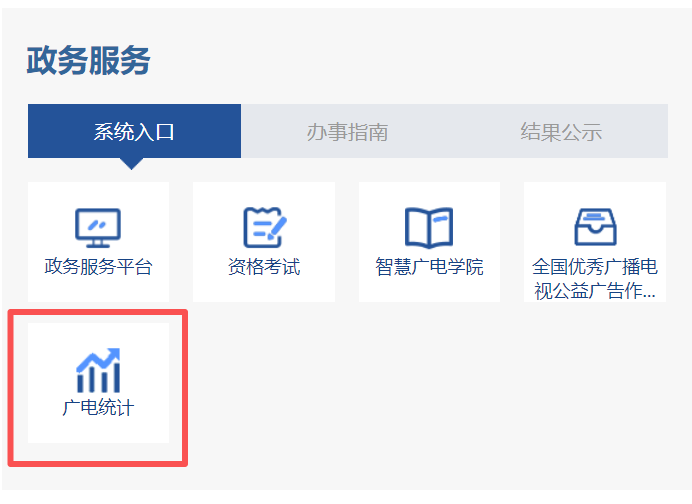 政务服务
系统入口
办事指南
结果公示
政务服务平台
资格考试
智慧广电学院
全国优秀广播电
视公益广告作...
广电统计